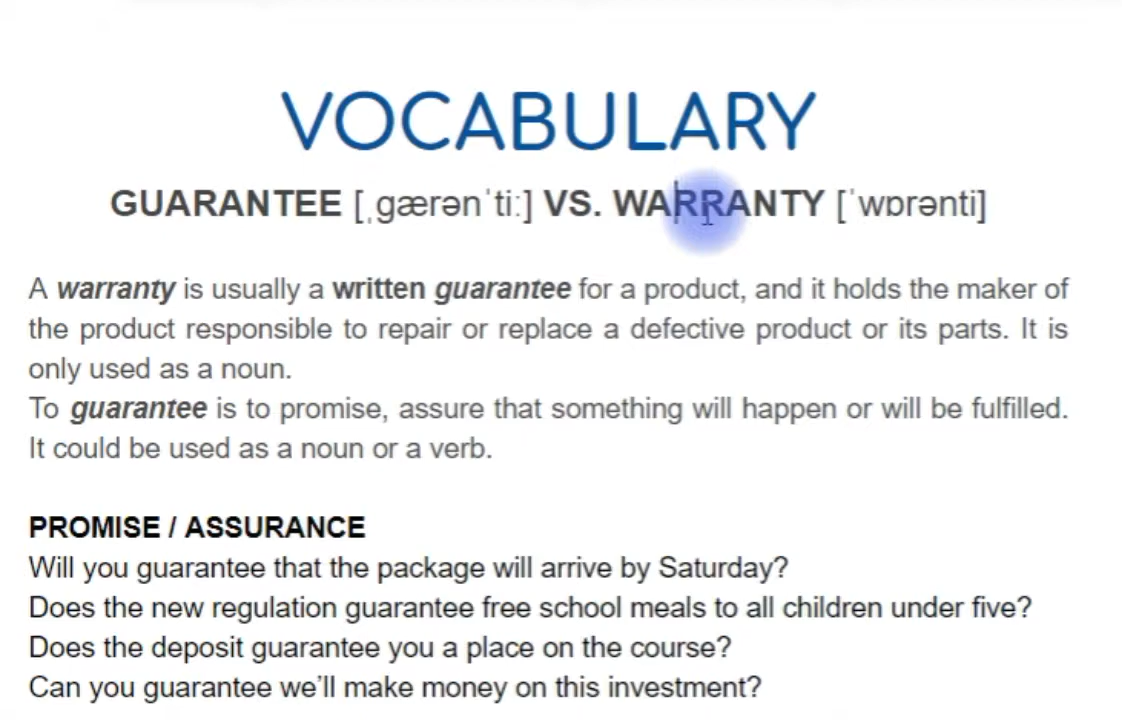 VOCABULARY
GUARANTEE [ˌɡærənˈtiː] VS. WARRANTY [ˈwɒrənti]
A warranty is usually a written guarantee for a product, and it holds the maker of
the product responsible to repair or replace a defective product or its parts. It is
only used as a noun.
To guarantee is to promise, assure that something will happen or will be fulfilled.
It could be used as a noun or a verb.
PROMISE / ASSURANCE
Will you guarantee that the package will arrive by Saturday?
Does the new regulation guarantee free school meals to all children under five?
Does the deposit guarantee you a place on the course?
Can you guarantee we’ll make money on this investment?